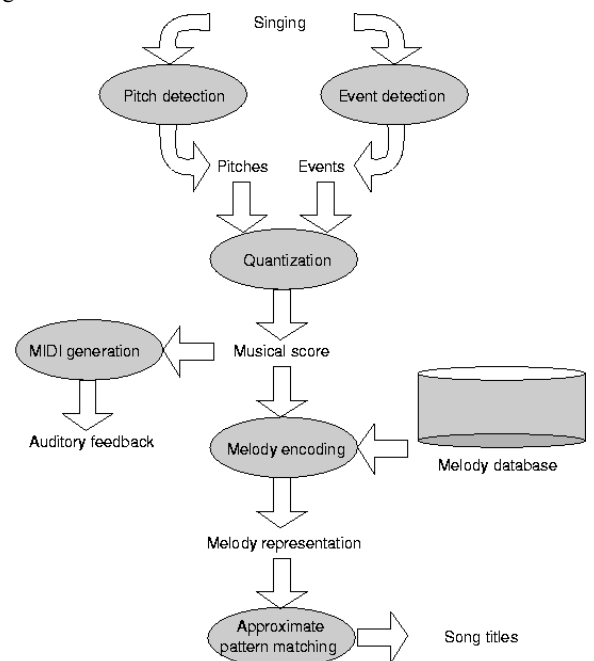 Singing
Pitch detection
Event detection
Pitches
Events
Quantization
MIDI generation
Musical score
Auditory feedback
Melody encoding
Melody database
Melody representation
Approximate
pattern matching
Song titles